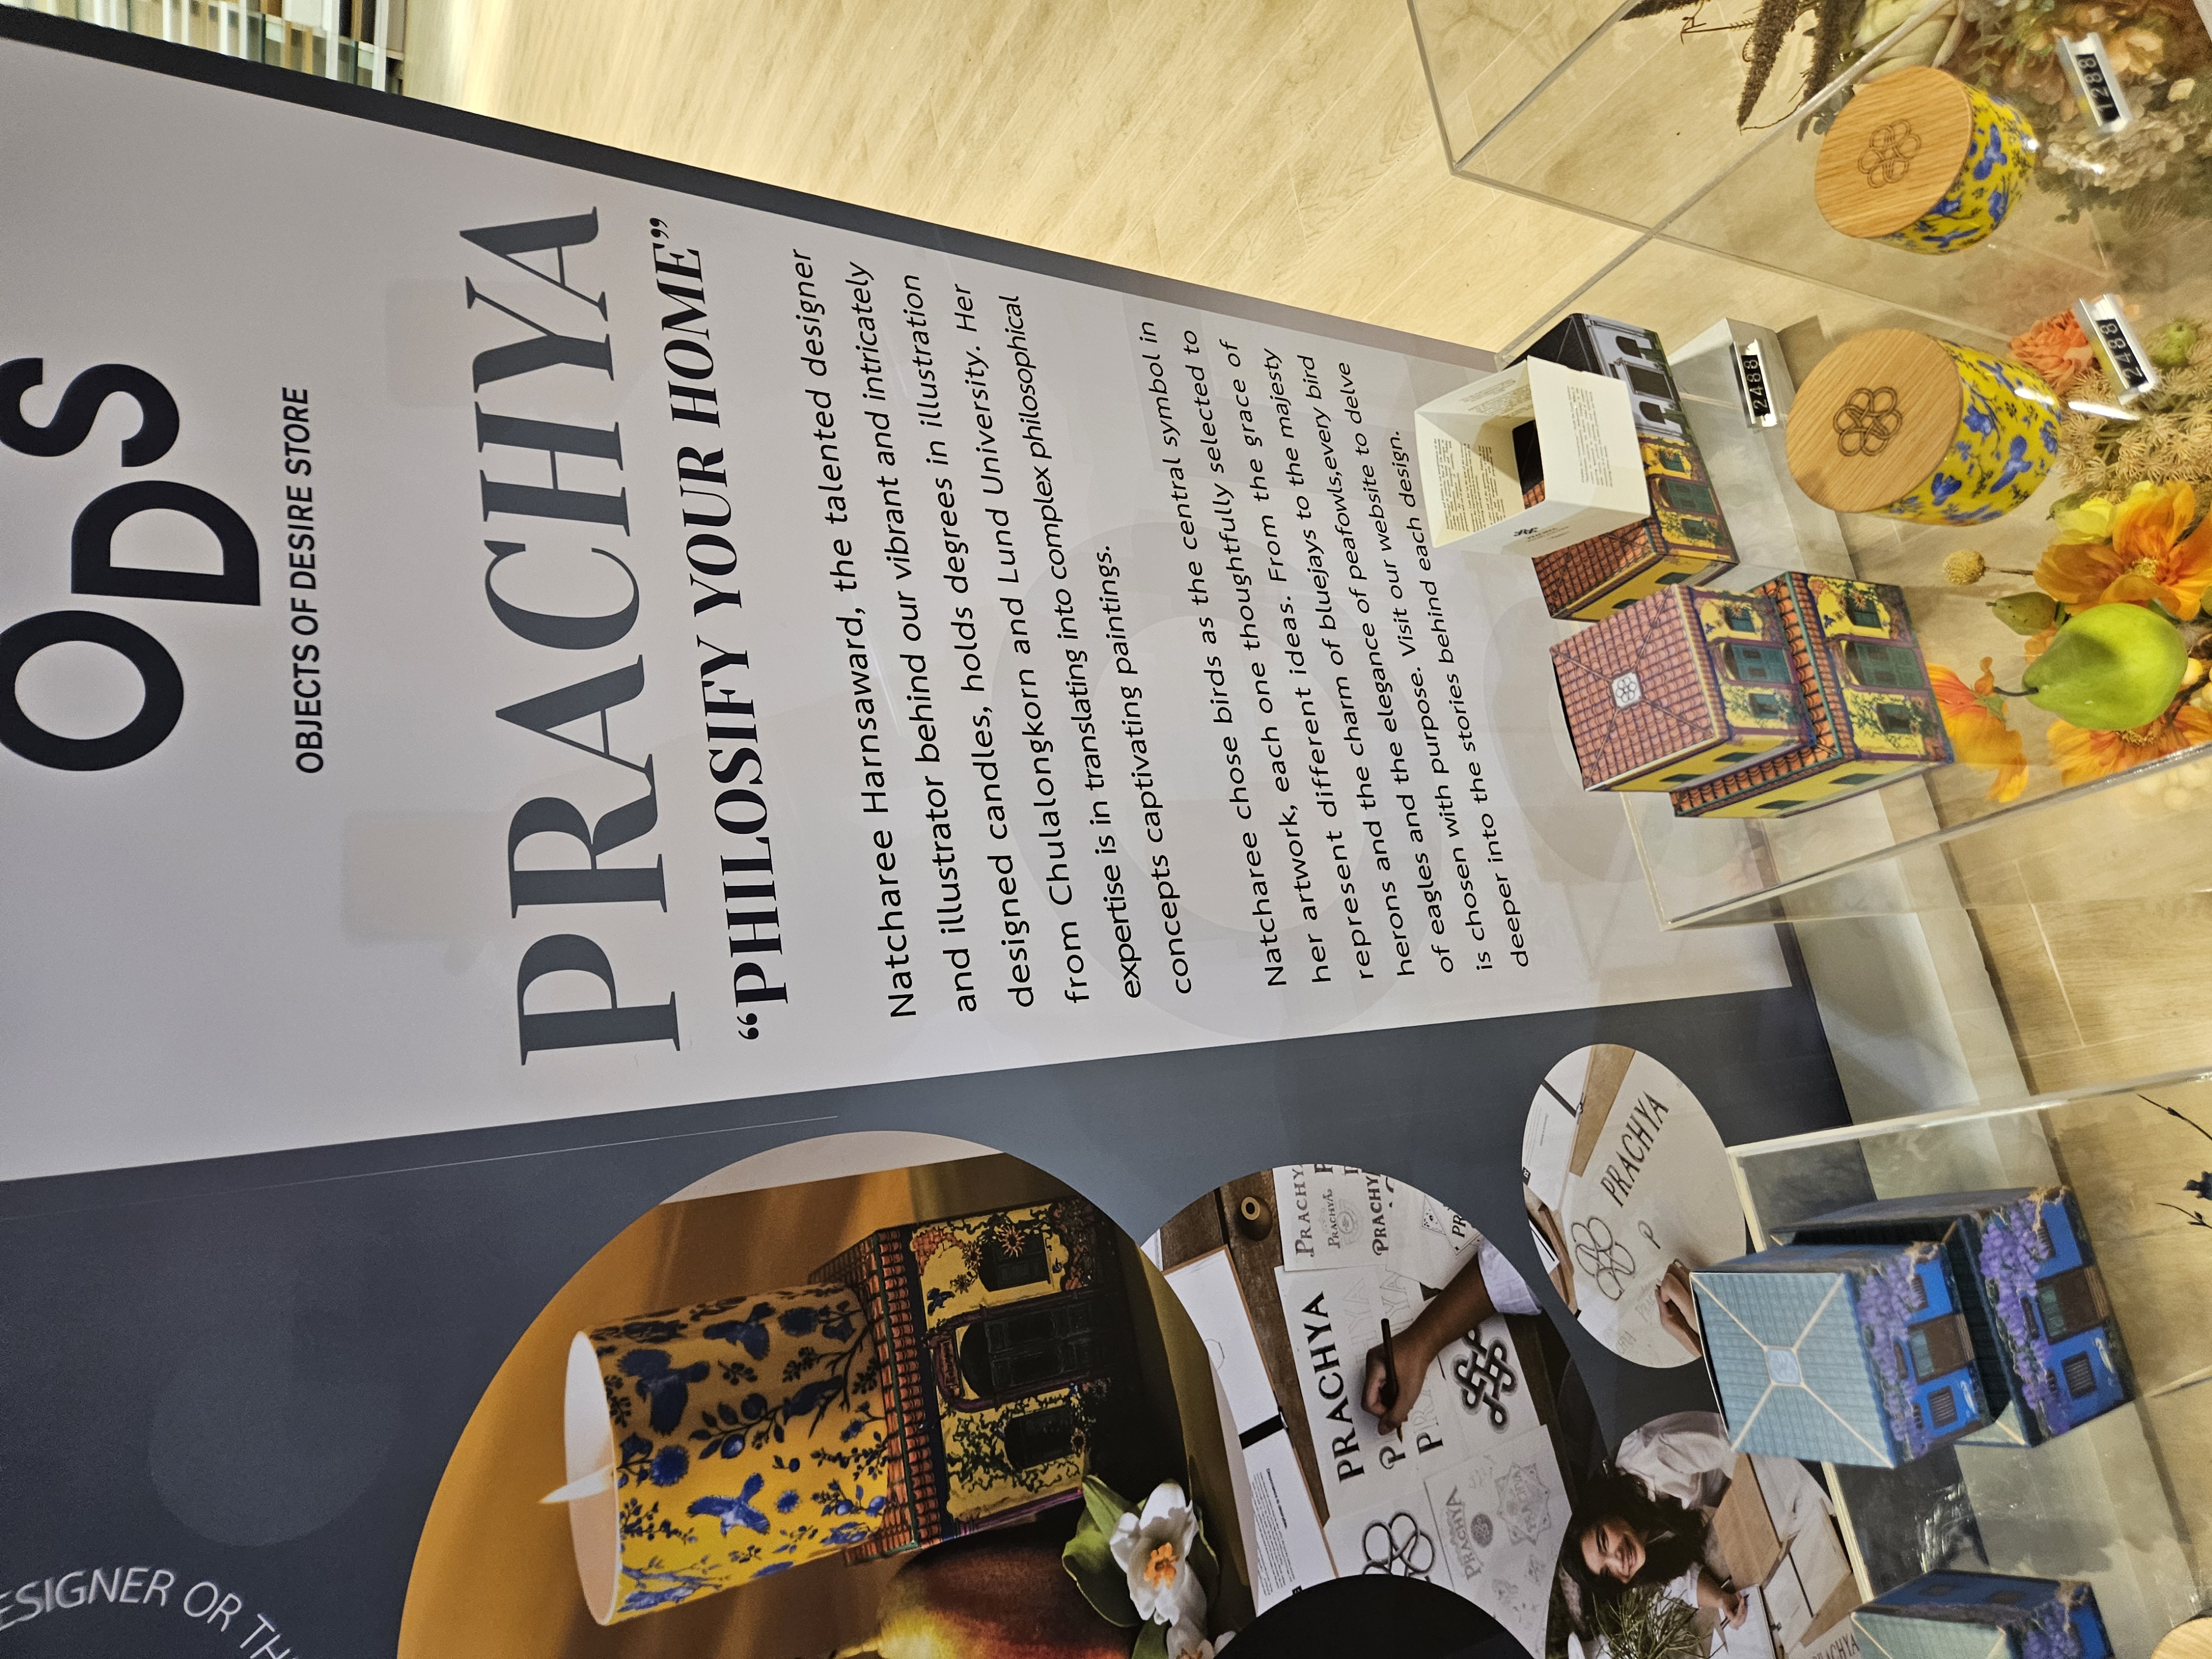 ESIGNER OR TH
ODS
OBJECTS OF DESIRE STORE
PRACHYA
“PHILOSIFY YOUR HOME”
Natcharee Harnsaward, the talented designer
and illustrator behind our vibrant and intricately
designed candles, holds degrees in illustration
from Chulalongkorn and Lund University. Her
expertise is in translating into complex philosophical
concepts captivating paintings.
Natcharee chose birds as the central symbol in
her artwork, each one thoughtfully selected to
represent different ideas. From the grace of
herons and the charm of bluejays to the majesty
of eagles and the elegance of peafowls,every bird
is chosen with purpose. Visit our website to delve
deeper into the stories behind each design.
PRACHYA
P
P
PRACHYA
PRACHYA
PRACHYA
PRACHYA
PRACHYA
P
2488
2488
1288